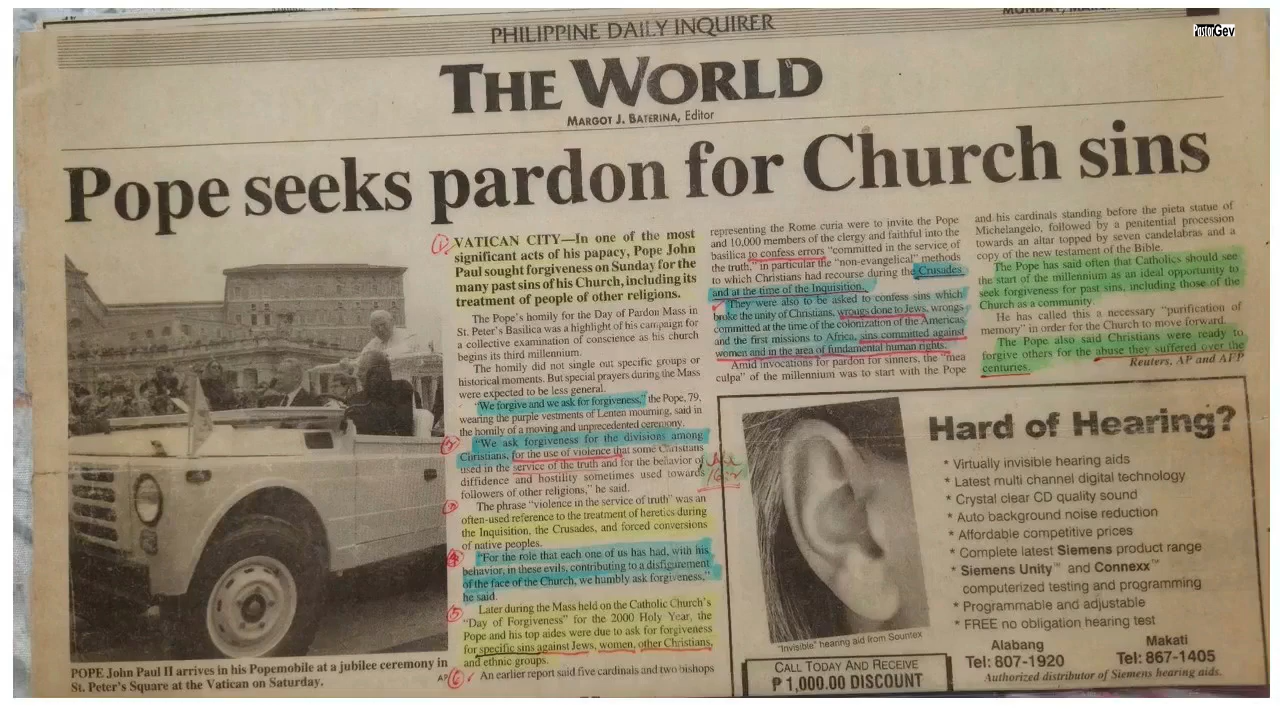 PastorGev
PHILIPPINE DAILY INQUIRER
THE WORLD
MARGOT J. BATERINA, Editor
Pope seeks pardon for Church sins
POPE John Paul II arrives in his Popemobile at a jubilee ceremony in
St. Peter's Square at the Vatican on Saturday.
AP
VATICAN CITY—In one of the most
significant acts of his papacy, Pope John
Paul sought forgiveness on Sunday for the
many past sins of his Church, including its
treatment of people of other religions.
The Pope's homily for the Day of Pardon Mass in
St. Peter's Basilica was a highlight of his campaign for
a collective examination of conscience as his church
begins its third millennium.
The homily did not single out specific groups or
historical moments. But special prayers during the Mass
were expected to be less general.
"We forgive and we ask for forgiveness," the Pope, 79,
wearing the purple vestments of Lenten mourning, said in
the homily of a moving and unprecedented ceremony.
"We ask forgiveness for the divisions among
Christians, for the use of violence that some Christians
used in the service of the truth and for the behavior of
diffidence and hostility sometimes used towards
followers of other religions," he said.
The phrase "violence in the service of truth" was an
often-used reference to the treatment of heretics during
the Inquisition, the Crusades, and forced conversions
of native peoples.
"For the role that each one of us has had, with his
behavior, in these evils, contributing to a disfigurement
of the face of the Church, we humbly ask forgiveness,"
he said.
Later during the Mass held on the Catholic Church's
"Day of Forgiveness" for the 2000 Holy Year, the
Pope and his top aides were due to ask for forgiveness
for specific sins against Jews, women, other Christians,
and ethnic groups.
An earlier report said five cardinals and two bishops
representing the Rome curia were to invite the Pope
and 10,000 members of the clergy and faithful into the
basilica to confess errors "committed in the service of
the truth," in particular the "non-evangelical" methods
to which Christians had recourse during the Crusades
and at the time of the Inquisition.
They were also to be asked to confess sins which
broke the unity of Christians, wrongs done to Jews, wrongs
committed at the time of the colonization of the Americas
and the first missions to Africa, sins committed against
women and in the area of fundamental human rights.
Amid invocations for pardon for sinners, the "mea
culpa" of the millennium was to start with the Pope
and his cardinals standing before the pieta statue of
Michelangelo, followed by a penitential procession
towards an altar topped by seven candelabras and a
copy of the new testament of the Bible.
The Pope has said often that Catholics should see
the start of the millennium as an ideal opportunity to
seek forgiveness for past sins, including those of the
Church as a community.
He has called this a necessary "purification of
memory" in order for the Church to move forward.
The Pope also said Christians were ready to
forgive others for the abuse they suffered over the
centuries.
Reuters, AP and AFP
Hard of Hearing?
* Virtually invisible hearing aids
* Latest multi channel digital technology
* Crystal clear CD quality sound
* Auto background noise reduction
* Affordable competitive prices
* Complete latest Siemens product range
* Siemens Unity™ and Connexx™
computerized testing and programming
* Programmable and adjustable
* FREE no obligation hearing test
"Invisible" hearing aid from Sountex
CALL TODAY AND RECEIVE
₱ 1,000.00 DISCOUNT
Alabang
Tel: 807-1920
Makati
Tel: 867-1405
Authorized distributor of Siemens hearing aids.